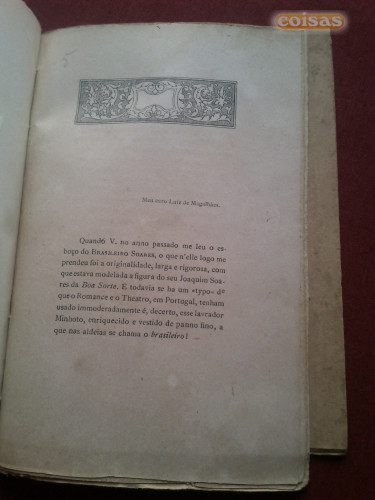 coisas
5
Meu caro Luiz de Magalhães.
Quando V. no anno passado me leu o es-
boço do BRASILEIRO SOARES, o que n'elle logo me
prendeu foi a originalidade, larga e rigorosa, com
que estava modelada a figura do seu Joaquim Soa-
res da Boa Sorte. E todavia se ha um «typo» de
que o Romance e o Theatro, em Portugal, tenham
usado immoderadamente é, decerto, esse lavrador
Minhoto, enriquecido e vestido de panno fino, a
que nas aldeias se chama o brasileiro!